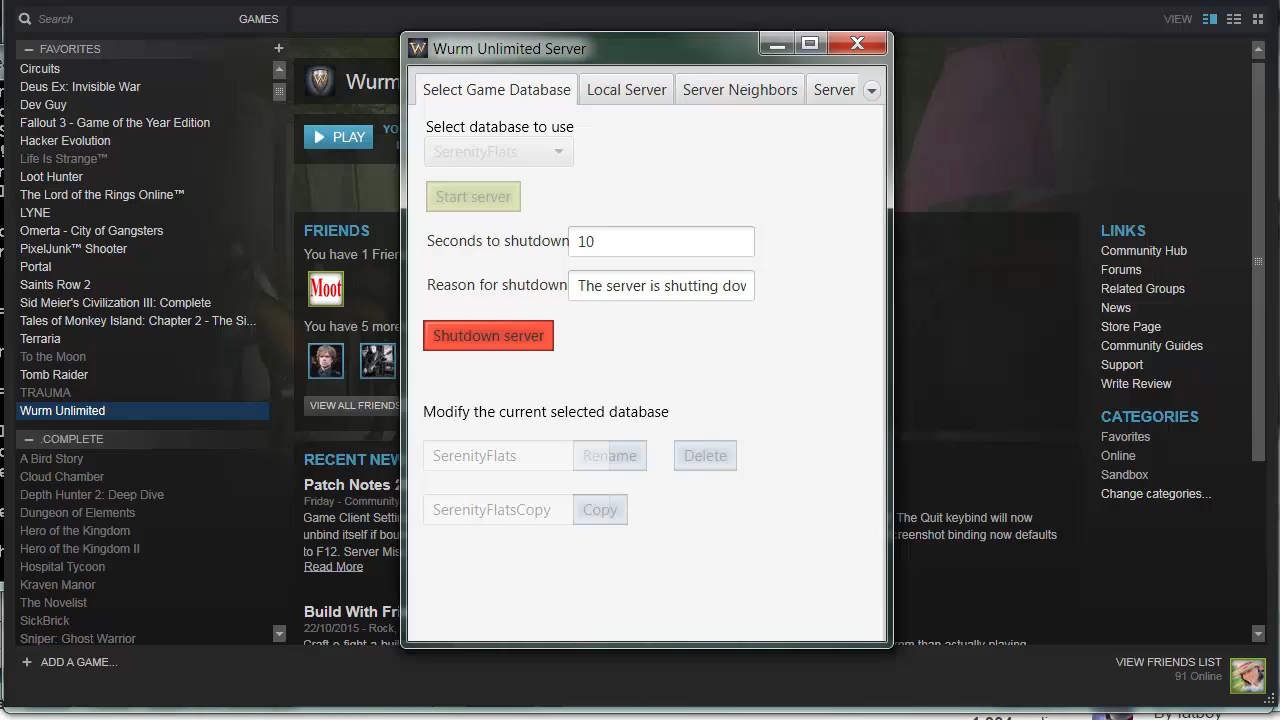 Search
GAMES
VIEW
FAVORITES
Circuits
Deus Ex: Invisible War
Dev Guy
Fallout 3 - Game of the Year Edition
Hacker Evolution
Life Is Strange™
Loot Hunter
The Lord of the Rings Online™
LYNE
Omerta - City of Gangsters
PixelJunk™ Shooter
Portal
Saints Row 2
Sid Meier's Civilization III: Complete
Tales of Monkey Island: Chapter 2 - The Si...
Terraria
To the Moon
Tomb Raider
TRAUMA
Wurm Unlimited
.COMPLETE
A Bird Story
Cloud Chamber
Depth Hunter 2: Deep Dive
Dungeon of Elements
Hero of the Kingdom
Hero of the Kingdom II
Hospital Tycoon
Kraven Manor
The Novelist
SickBrick
Sniper: Ghost Warrior
ADD A GAME...
Wurm
PLAY
FRIENDS
You have 1 Frien
Moot
You have 5 more
VIEW ALL FRIENDS
RECENT NEW
Patch Notes 2
Friday - Community
Game Client Setti
unbind itself if bou
to F12. Server Mis
Read More
Build With Fri
22/10/2015 - Rock,
Wurm Unlimited Server
Select Game Database
Local Server
Server Neighbors
Server
Select database to use
SerenityFlats
Start server
Seconds to shutdown
10
Reason for shutdown
The server is shutting dov
Shutdown server
Modify the current selected database
SerenityFlats
Rename
Delete
SerenityFlatsCopy
Copy
The Quit keybind will now
creenshot binding now defaults
LINKS
Community Hub
Forums
Related Groups
News
Store Page
Community Guides
Support
Write Review
CATEGORIES
Favorites
Online
Sandbox
Change categories...
VIEW FRIENDS LIST
91 Online